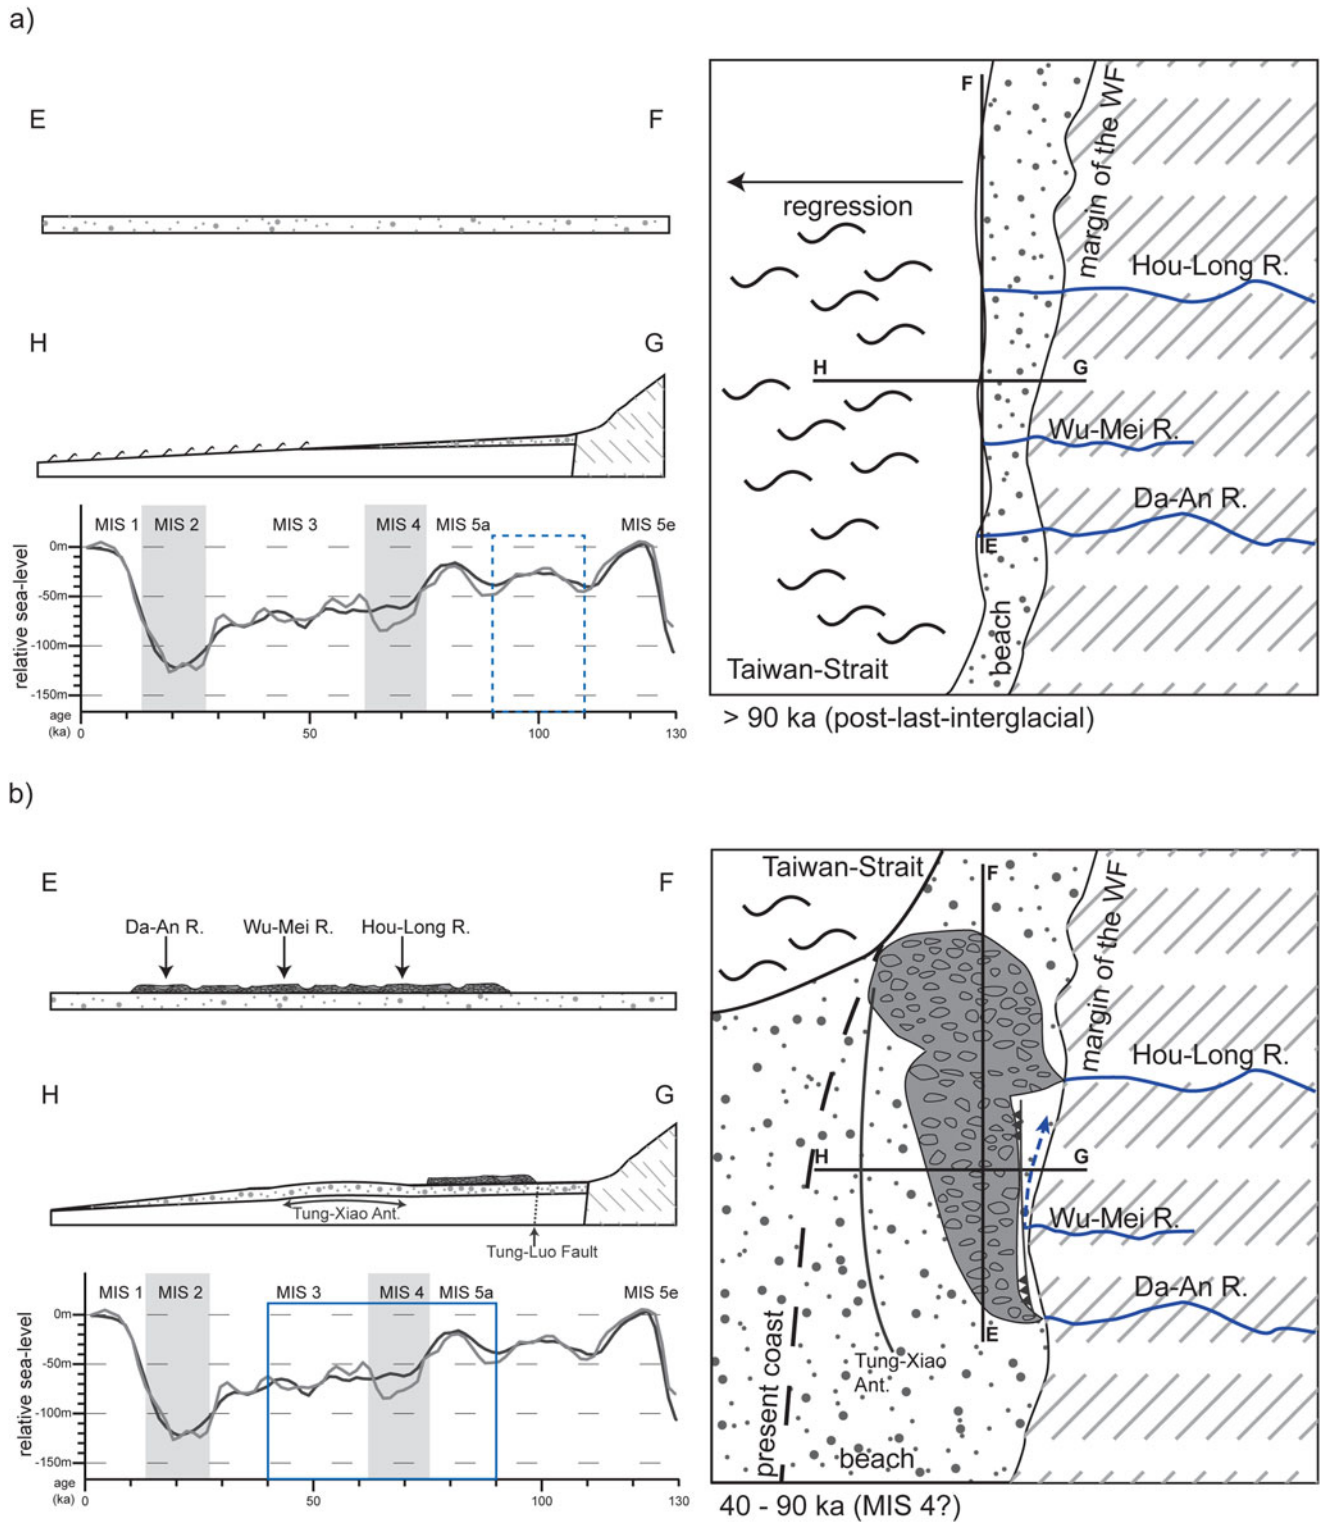 a)
E F
H G
MIS 1 MIS 2 MIS 3 MIS 4 MIS 5a MIS 5e
relative sea-level
0m
-50m
-100m
-150m
age
(ka)
0 50 100 130
F
margin of the WF
regression
Hou-Long R.
H G
Wu-Mei R.
Da-An R.
E
beach
Taiwan-Strait
> 90 ka (post-last-interglacial)
b)
E F
Da-An R. Wu-Mei R. Hou-Long R.
H G
Tung-Xiao Ant.
Tung-Luo Fault
MIS 1 MIS 2 MIS 3 MIS 4 MIS 5a MIS 5e
relative sea-level
0m
-50m
-100m
-150m
age
(ka)
0 50 100 130
Taiwan-Strait
F
margin of the WF
Hou-Long R.
H G
Wu-Mei R.
Da-An R.
E
Tung-Xiao
Ant.
present coast
beach
40 - 90 ka (MIS 4?)